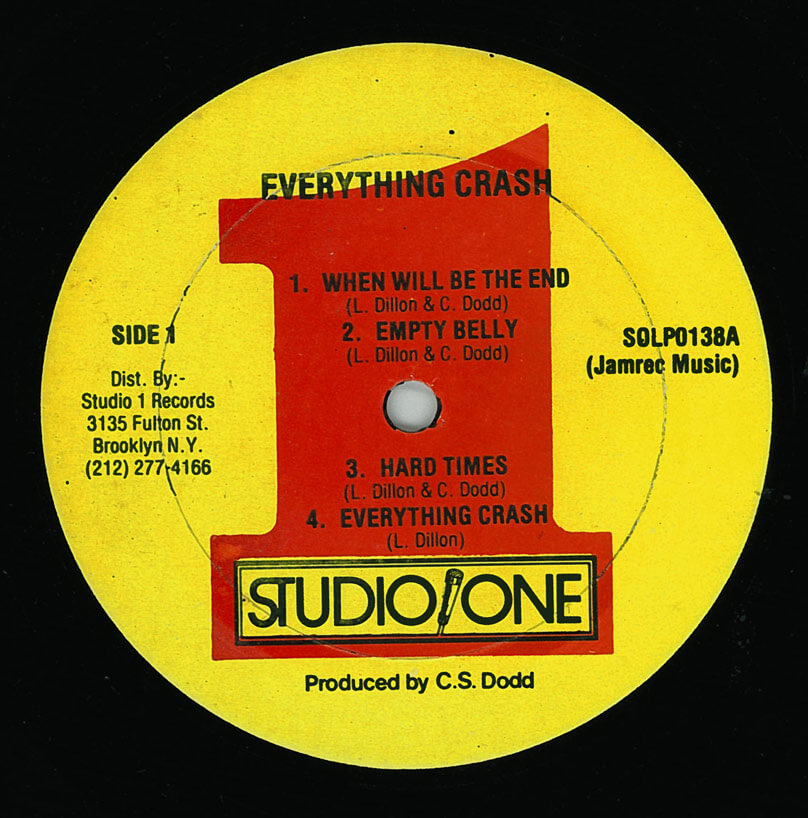 EVERYTHING CRASH
1. WHEN WILL BE THE END
(L. Dillon & C. Dodd)
2. EMPTY BELLY
(L. Dillon & C. Dodd)
SIDE 1
Dist. By:-
Studio 1 Records
3135 Fulton St.
Brooklyn N.Y.
(212) 277-4166
SOLP0138A
(Jamrec Music)
3. HARD TIMES
(L. Dillon & C. Dodd)
4. EVERYTHING CRASH
(L. Dillon)
1
STUDIO ONE
Produced by C.S. Dodd